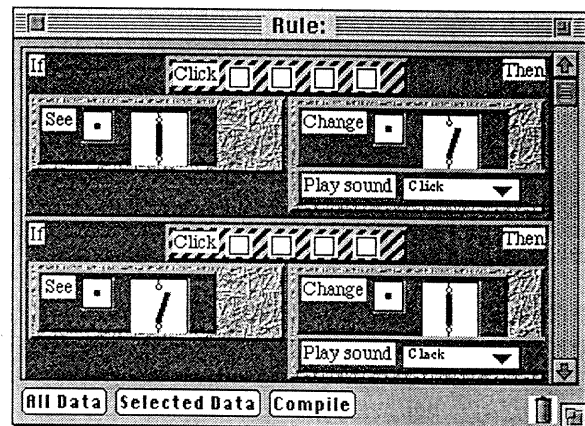 Rule:
If Click Then
See Change
Play sound Click
If Click Then
See Change
Play sound Clack
All Data Selected Data Compile